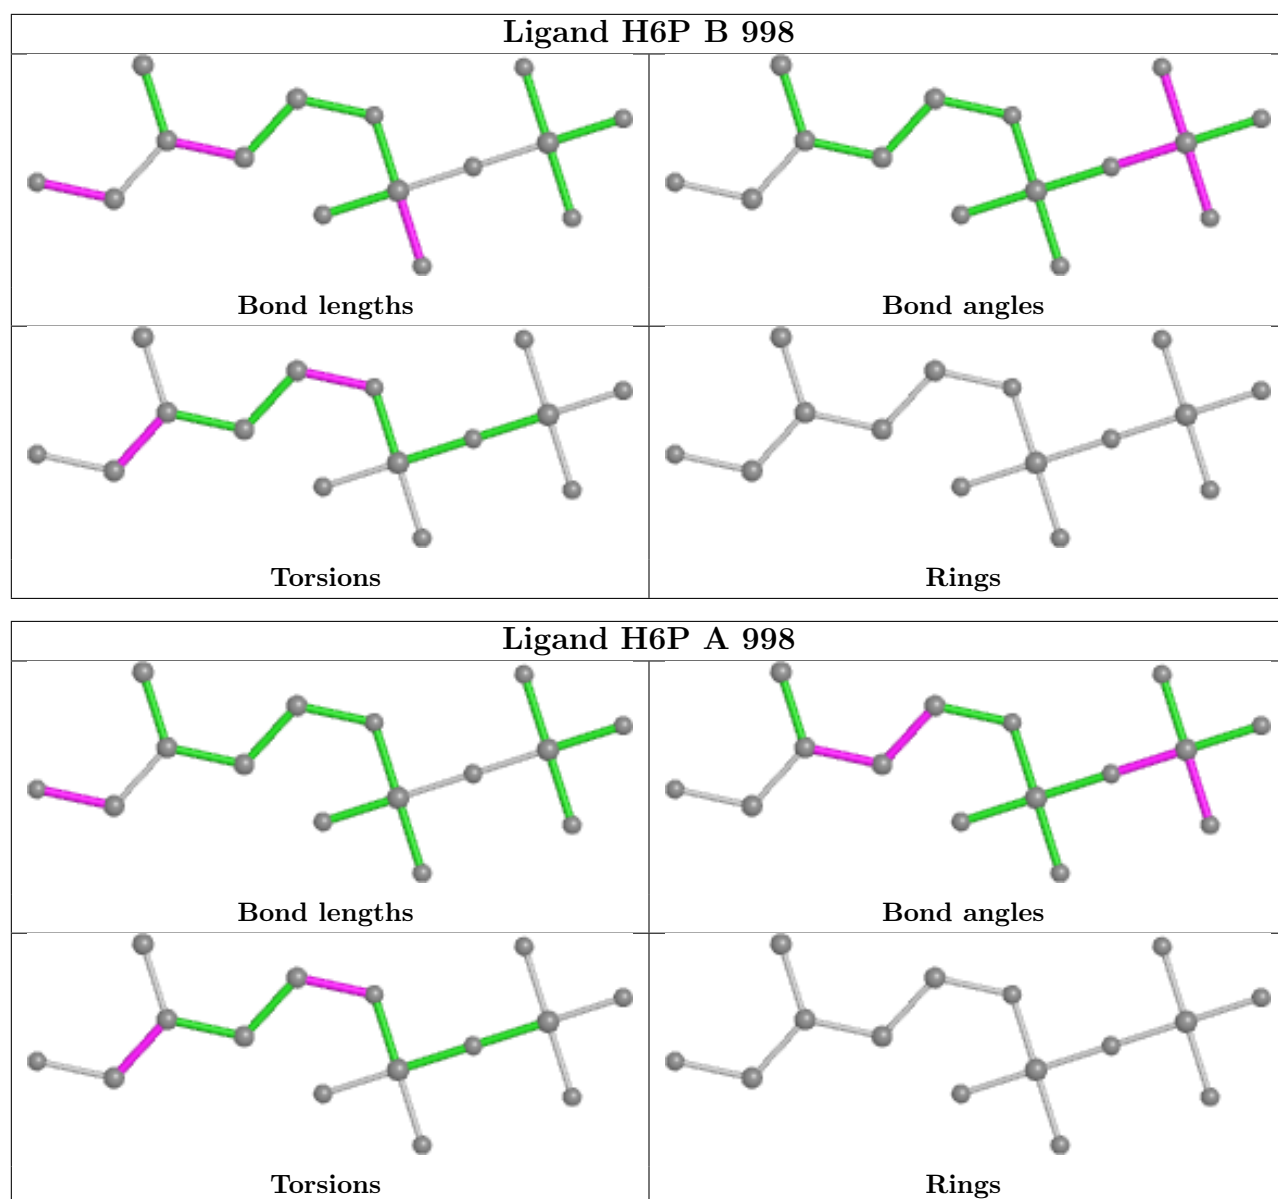 Ligand H6P B 998
Bond lengths
Bond angles
Torsions
Rings
Ligand H6P A 998
Bond lengths
Bond angles
Torsions
Rings